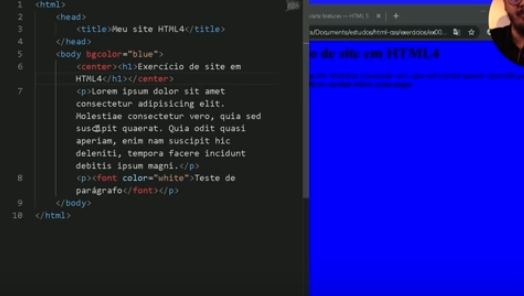 1 <html>
2 <head>
3 <title>Meu site HTML4</title>
4 </head>
5 <body bgcolor="blue">
6 <center><h1>Exercício de site em
HTML4</h1></center>
7 <p>Lorem ipsum dolor sit amet
consectetur adipisicing elit.
Molestiae consectetur vero, quia sed
suscipit quaerat. Quia odit quasi
aperiam, enim nam suscipit hic
deleniti, tempora facere incidunt
debitis ipsum magni.</p>
8 <p><font color="white">Teste de
parágrafo</font></p>
9 </body>
10 </html>
HTML 5
/Documents/estudos/html-css/exercicios/ex00
o de site em HTML4